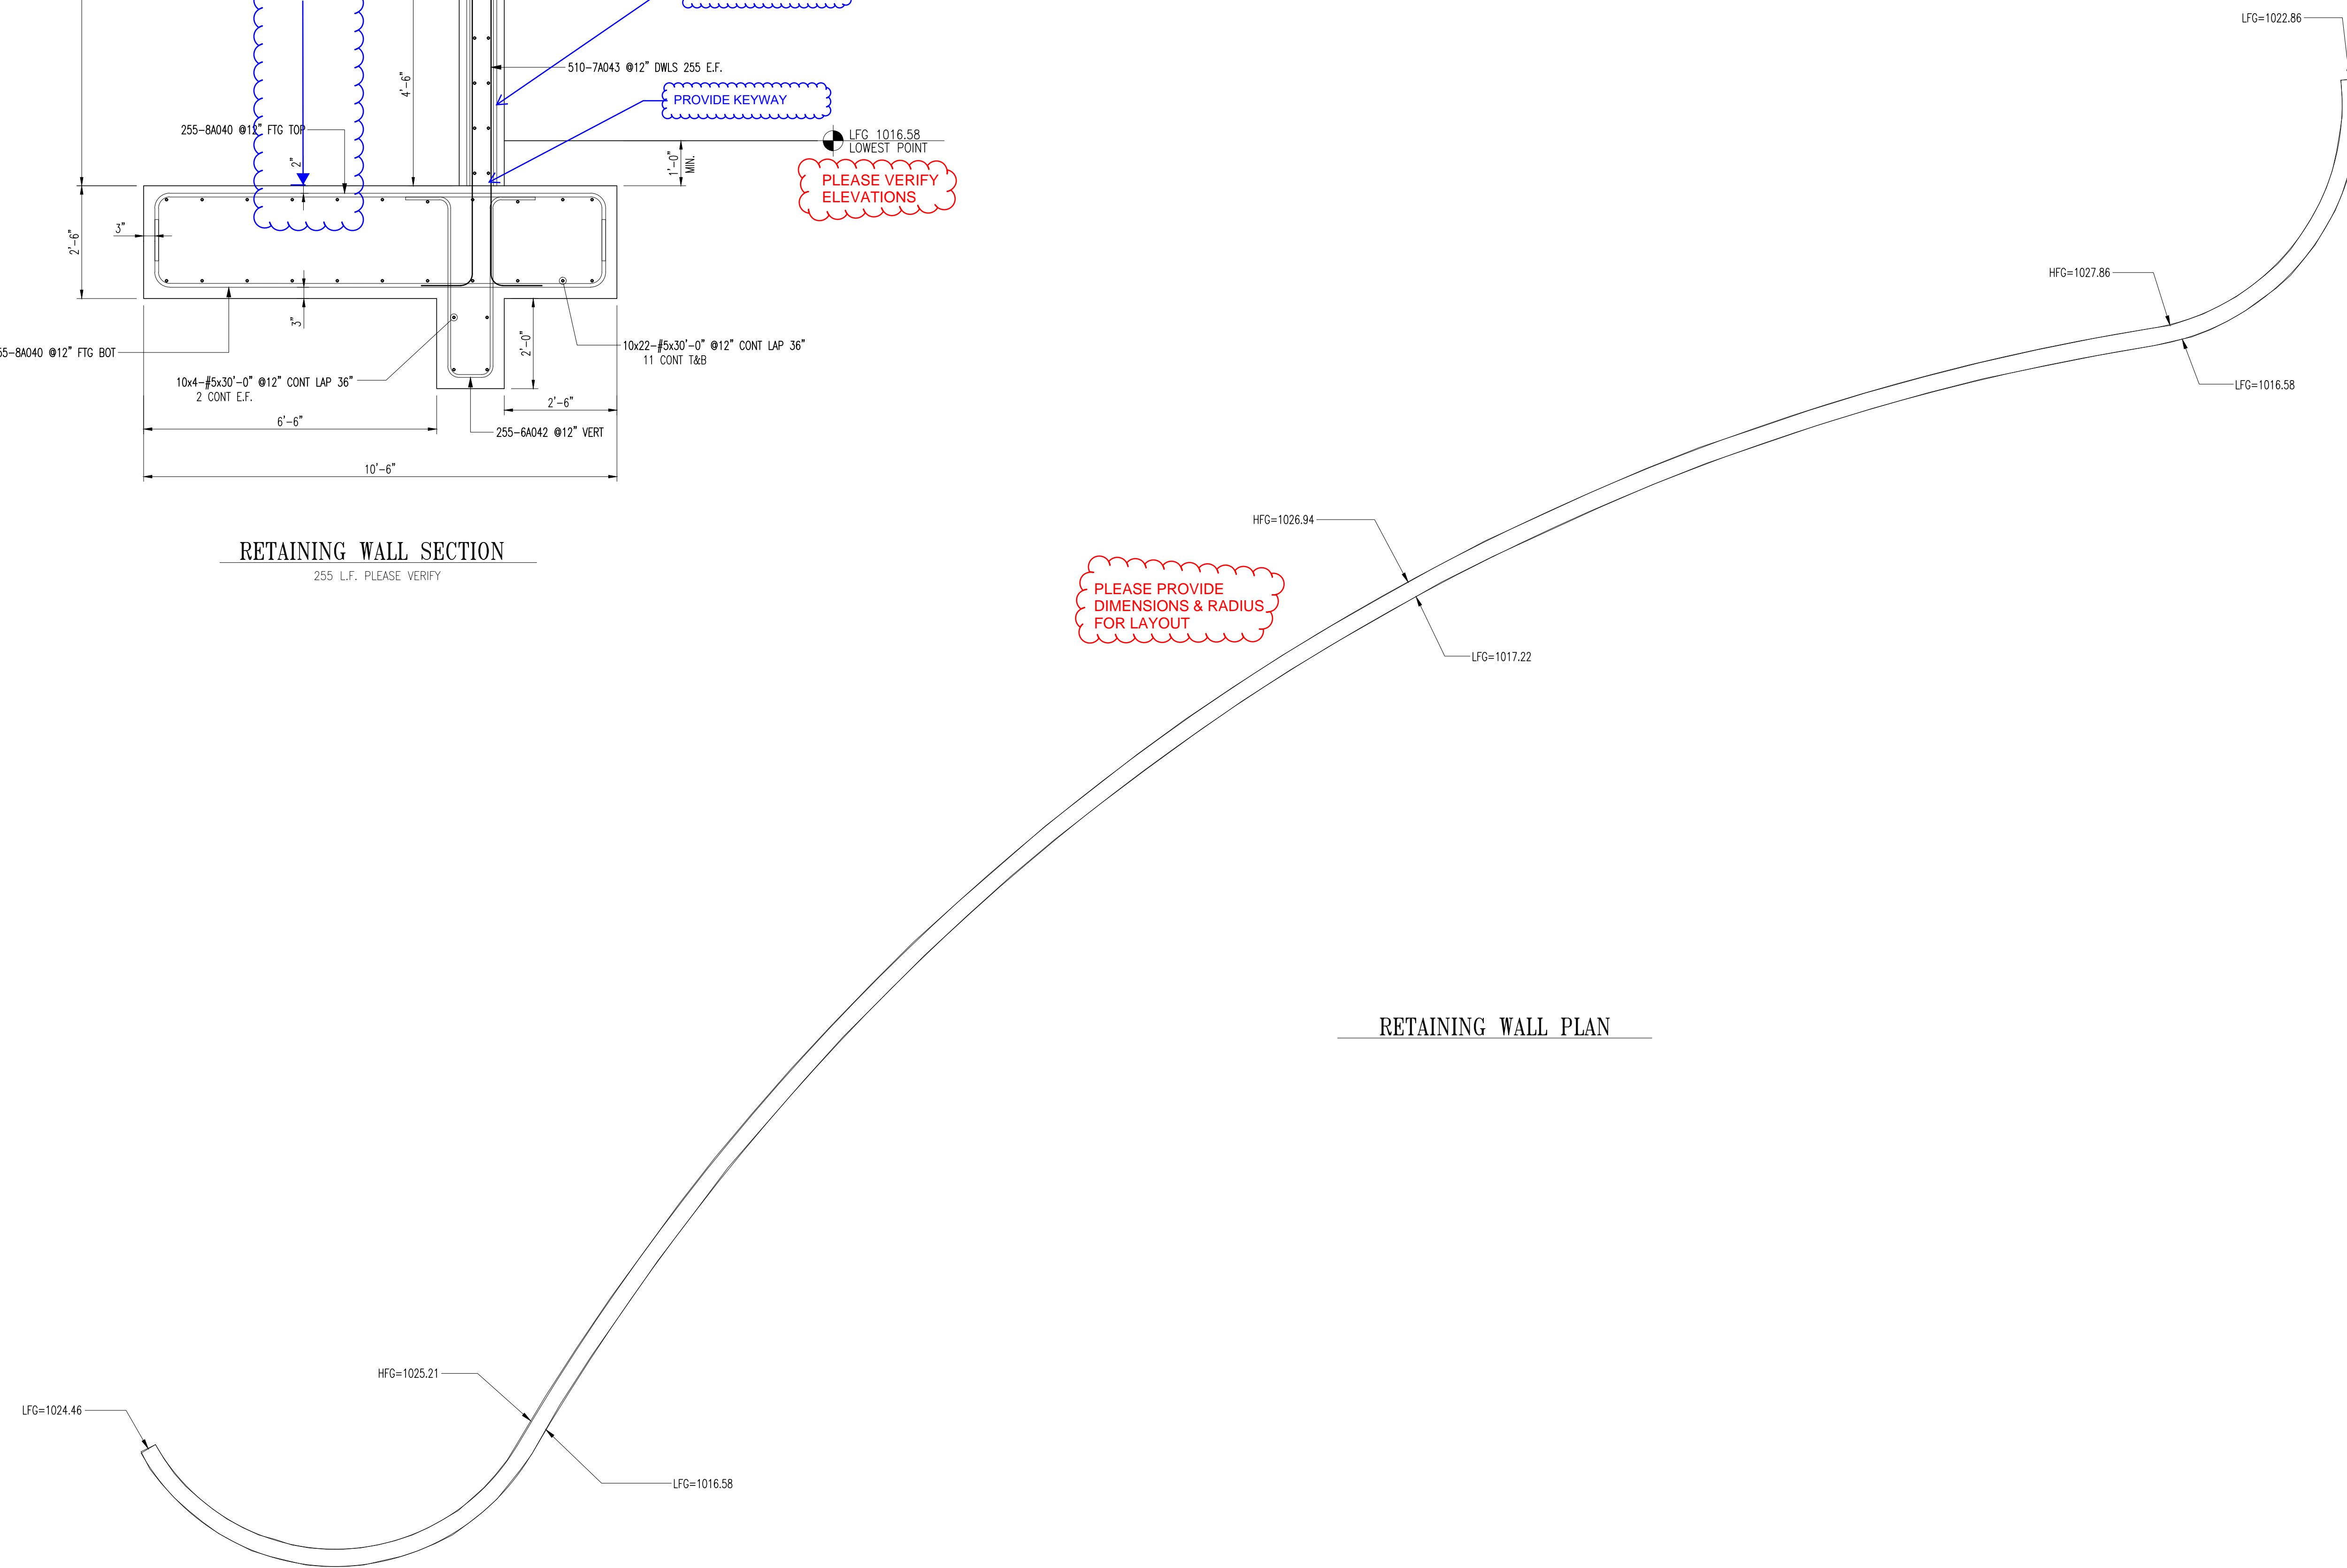 LFG=1022.86
510-7A043 @12" DWLS 255 E.F.
4'-6"
PROVIDE KEYWAY
255-8A040 @12" FTG TOP
LFG 1016.58
LOWEST POINT
1'-0"
MIN.
2"
PLEASE VERIFY
ELEVATIONS
3"
2'-6"
HFG=1027.86
3"
2'-0"
55-8A040 @12" FTG BOT
10x22-#5x30'-0" @12" CONT LAP 36"
11 CONT T&B
10x4-#5x30'-0" @12" CONT LAP 36"
2 CONT E.F.
LFG=1016.58
2'-6"
6'-6"
255-6A042 @12" VERT
10'-6"
HFG=1026.94
RETAINING WALL SECTION
255 L.F. PLEASE VERIFY
PLEASE PROVIDE
DIMENSIONS & RADIUS
FOR LAYOUT
LFG=1017.22
RETAINING WALL PLAN
HFG=1025.21
LFG=1024.46
LFG=1016.58